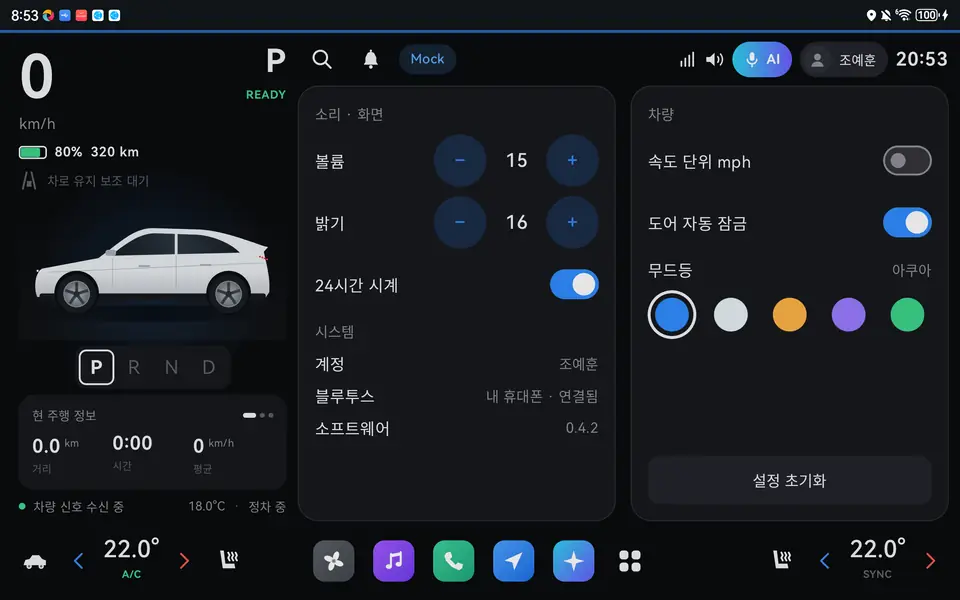 8:53
100
0
km/h
P
READY
80% 320 km
차로 유지 보조 대기
P R N D
현 주행 정보
0.0 km
거리
0:00
시간
0 km/h
평균
차량 신호 수신 중
18.0°C · 정차 중
Mock
AI
조예훈
20:53
소리 · 화면
볼륨
− 15 +
밝기
− 16 +
24시간 시계
시스템
계정 조예훈
블루투스 내 휴대폰 · 연결됨
소프트웨어 0.4.2
차량
속도 단위 mph
도어 자동 잠금
무드등 아쿠아
설정 초기화
22.0°
A/C
22.0°
SYNC